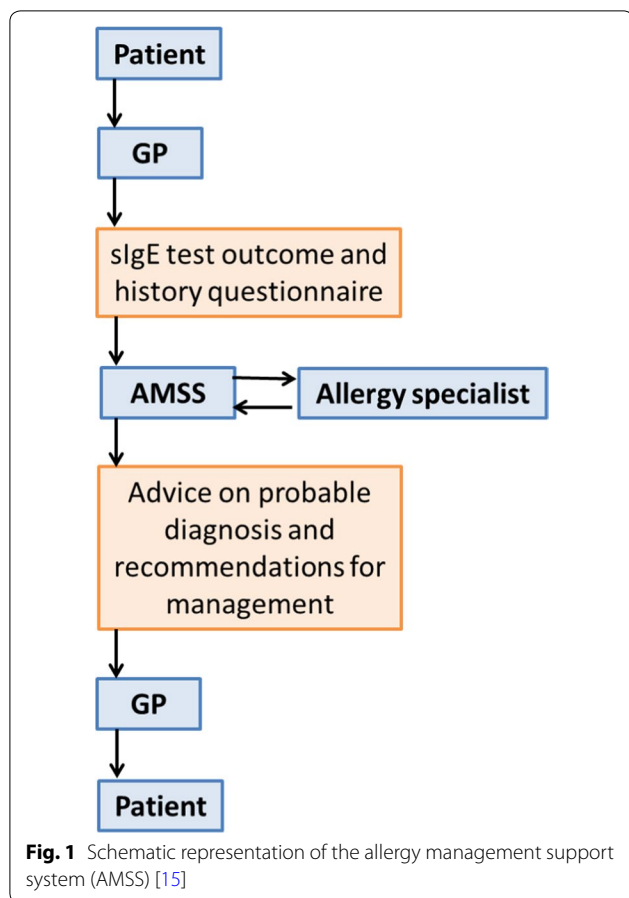 Patient
GP
sIgE test outcome and
history questionnaire
AMSS
Allergy specialist
Advice on probable
diagnosis and
recommendations for
management
GP
Patient
Fig. 1 Schematic representation of the allergy management support
system (AMSS) [15]